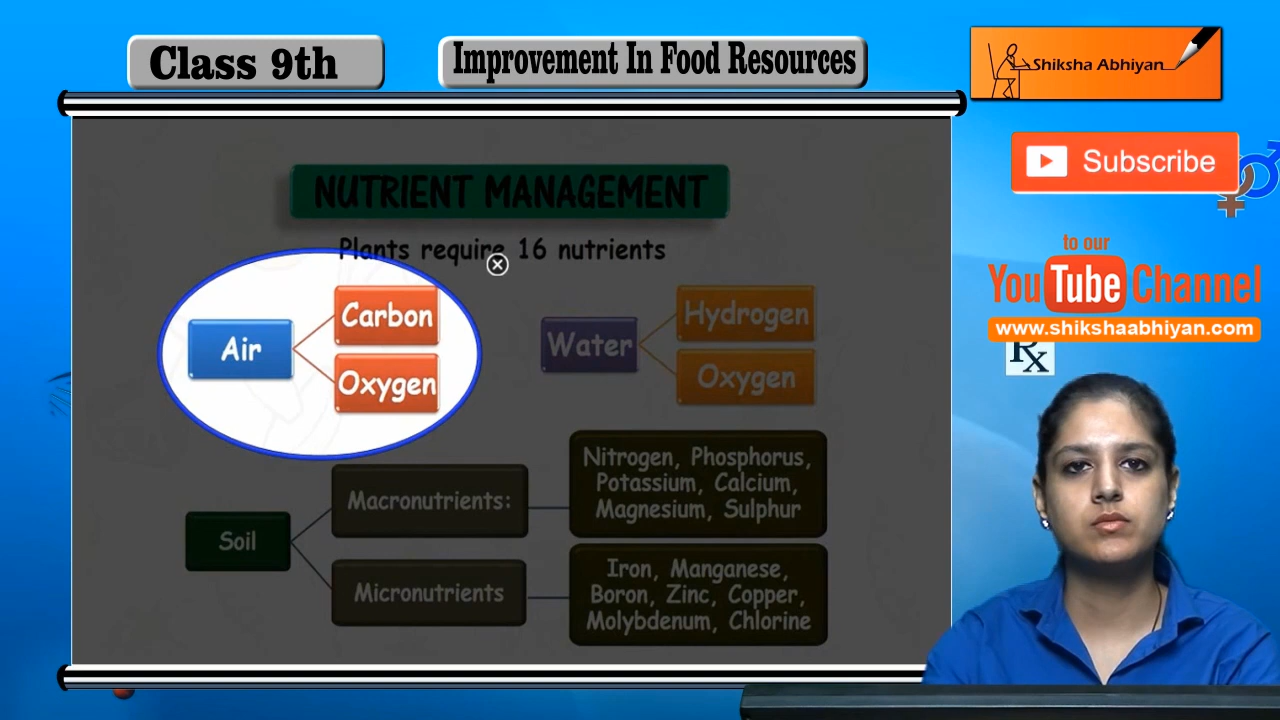 Class 9th
Improvement In Food Resources
Shiksha Abhiyan
Subscribe
to our
YouTube Channel
www.shikshaabhiyan.com
Rx
NUTRIENT MANAGEMENT
Plants require 16 nutrients
Air
Carbon
Oxygen
Water
Hydrogen
Oxygen
Soil
Macronutrients:
Nitrogen, Phosphorus,
Potassium, Calcium,
Magnesium, Sulphur
Micronutrients
Iron, Manganese,
Boron, Zinc, Copper,
Molybdenum, Chlorine